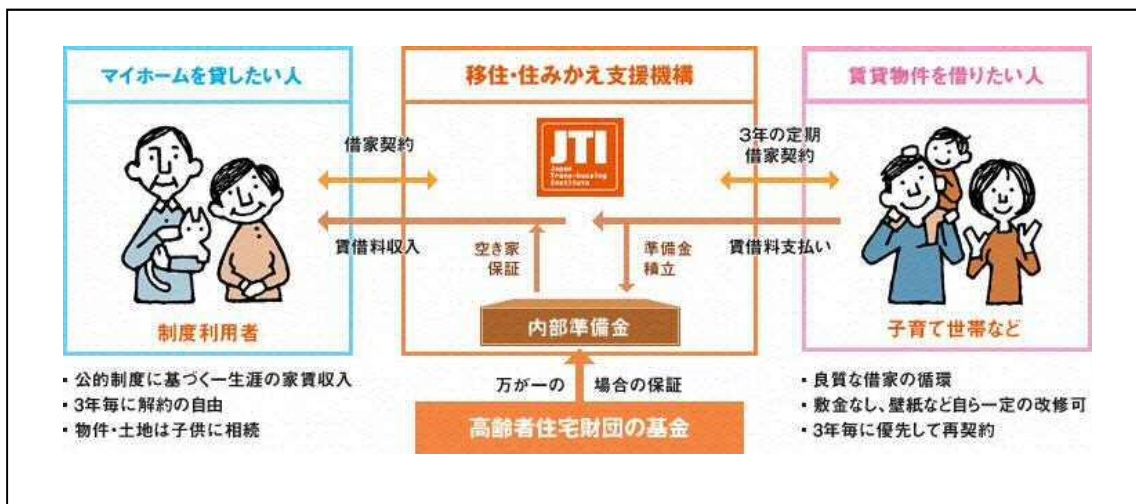 マイホームを貸したい人
制度利用者
・公的制度に基づく一生涯の家賃収入
・3年毎に解約の自由
・物件・土地は子供に相続
借家契約
賃借料収入
移住・住みかえ支援機構
JTI
Japan
Trans-housing
Institute
空き家
保証
準備金
積立
内部準備金
万が一の 場合の保証
高齢者住宅財団の基金
3年の定期
借家契約
賃借料支払い
賃貸物件を借りたい人
子育て世帯など
・良質な借家の循環
・敷金なし、壁紙など自ら一定の改修可
・3年毎に優先して再契約